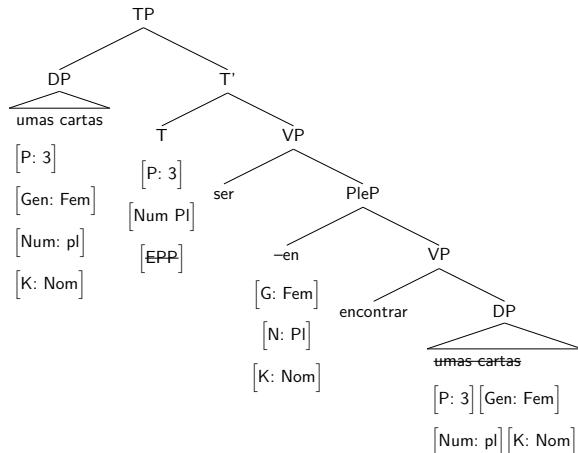 TP
DP T'
umas cartas
T VP
[P: 3] [P: 3]
ser PleP
[Gen: Fem] [Num Pl]
[Num: pl] [EPP] –en VP
[K: Nom] [G: Fem] encontrar DP
[N: Pl]
umas cartas
[K: Nom] [P: 3] [Gen: Fem]
[Num: pl] [K: Nom]